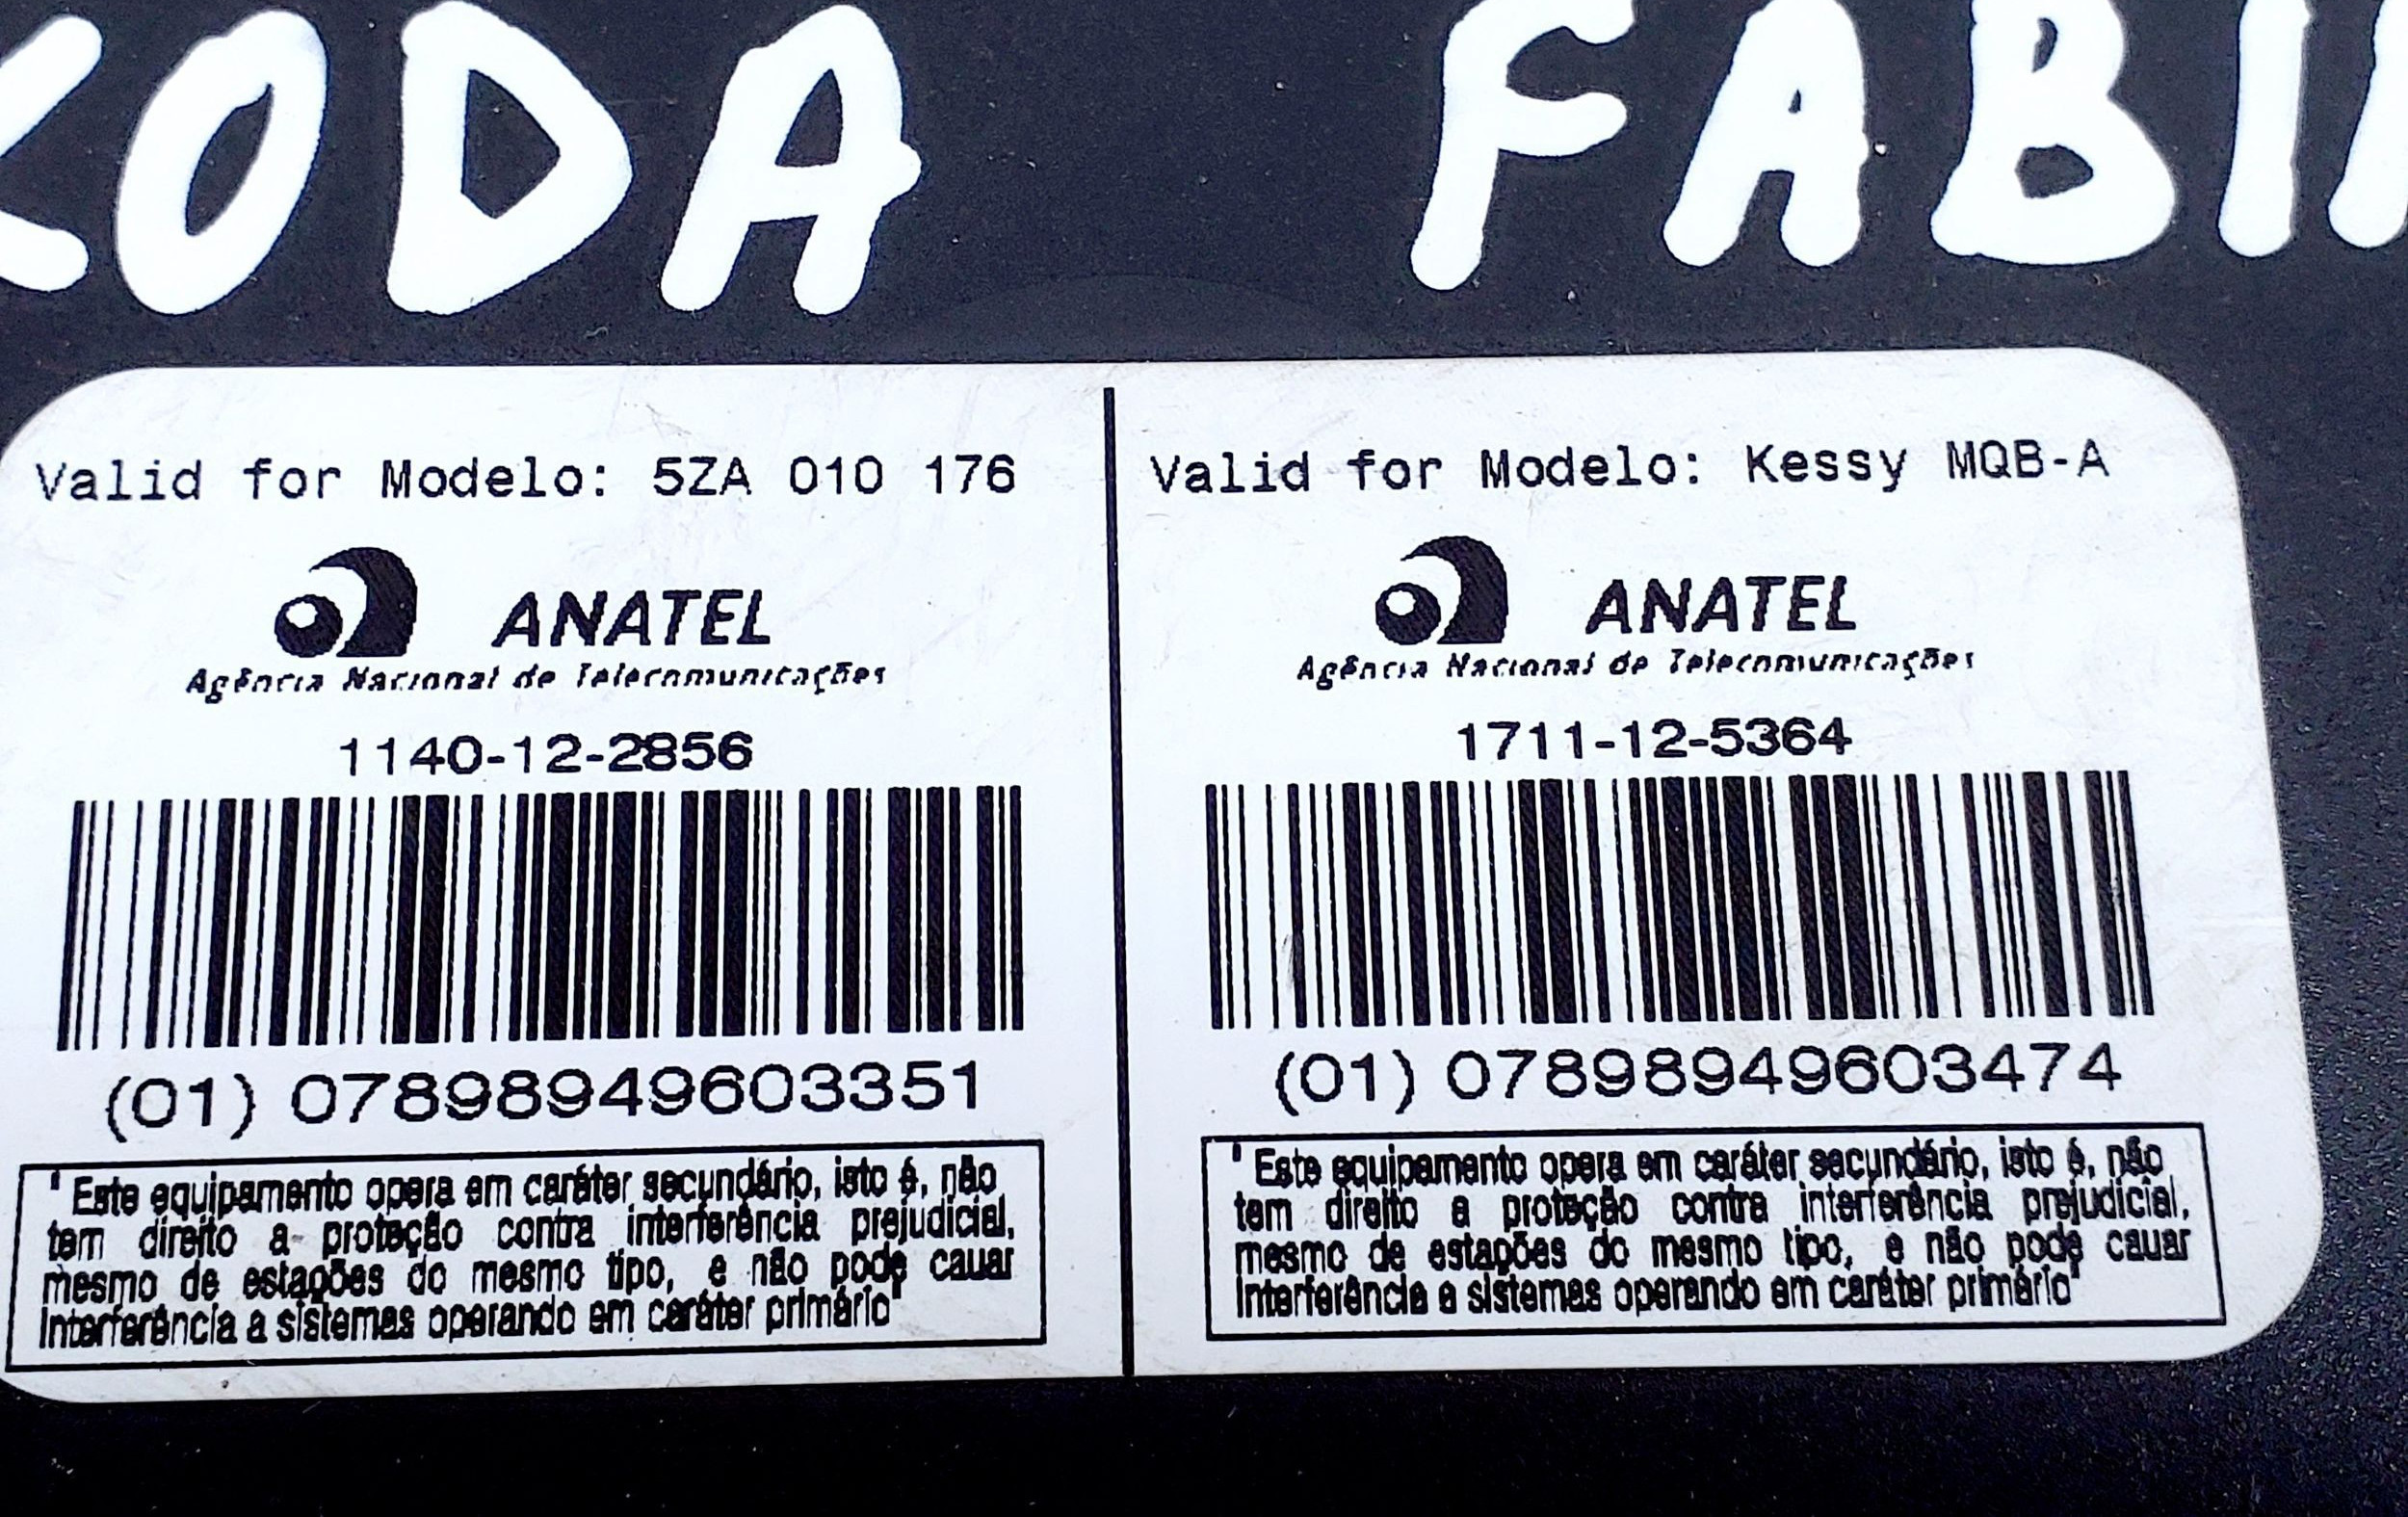 KODA FABIA
Valid for Modelo: 5ZA 010 176
ANATEL
Agência Nacional de Telecomunicações
1140-12-2856
(01) 07898949603351
"Este equipamento opera em caráter secundário, isto é, não
tem direito a proteção contra interferência prejudicial,
mesmo de estações do mesmo tipo, e não pode cauar
interferência a sistemas operando em caráter primário"
Valid for Modelo: Kessy MQB-A
ANATEL
Agência Nacional de Telecomunicações
1711-12-5364
(01) 07898949603474
"Este equipamento opera em caráter secundário, isto é, não
tem direito a proteção contra interferência prejudicial,
mesmo de estações do mesmo tipo, e não pode cauar
interferência a sistemas operando em caráter primário"